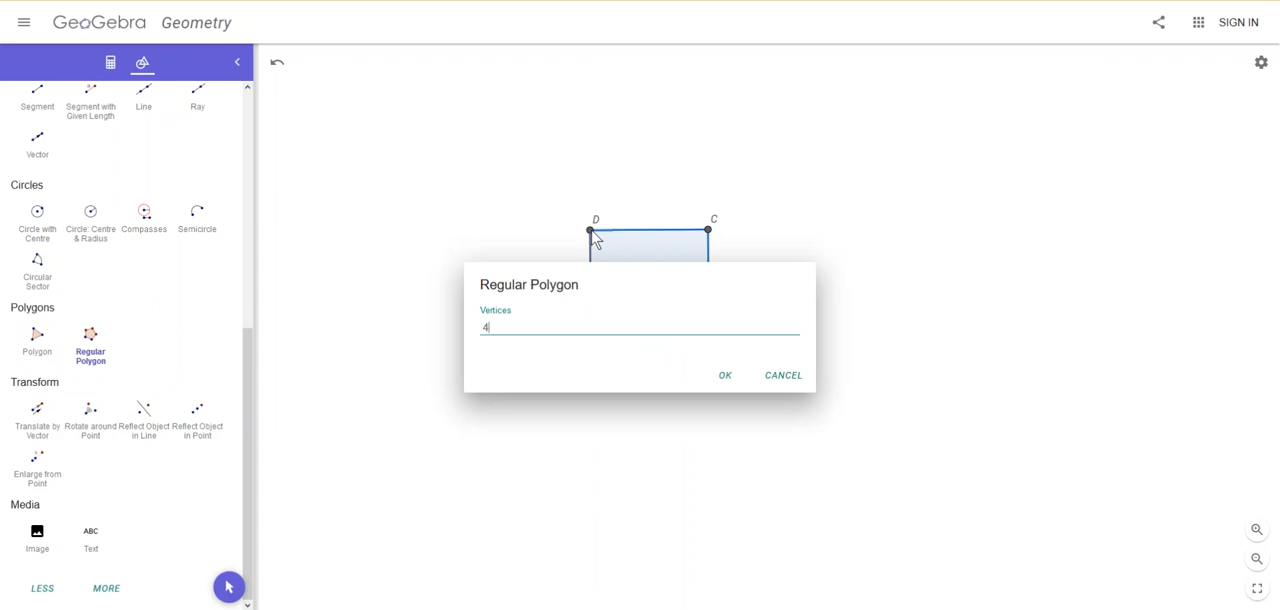 GeoGebra Geometry
SIGN IN
Segment
Segment with Given Length
Line
Ray
Vector
Circles
Circle with Centre
Circle: Centre & Radius
Compasses
Semicircle
Circular Sector
Polygons
Polygon
Regular Polygon
Transform
Translate by Vector
Rotate around Point
Reflect Object in Line
Reflect Object in Point
Enlarge from Point
Media
Image
ABC
Text
LESS
MORE
D
C
Regular Polygon
Vertices
4
OK
CANCEL